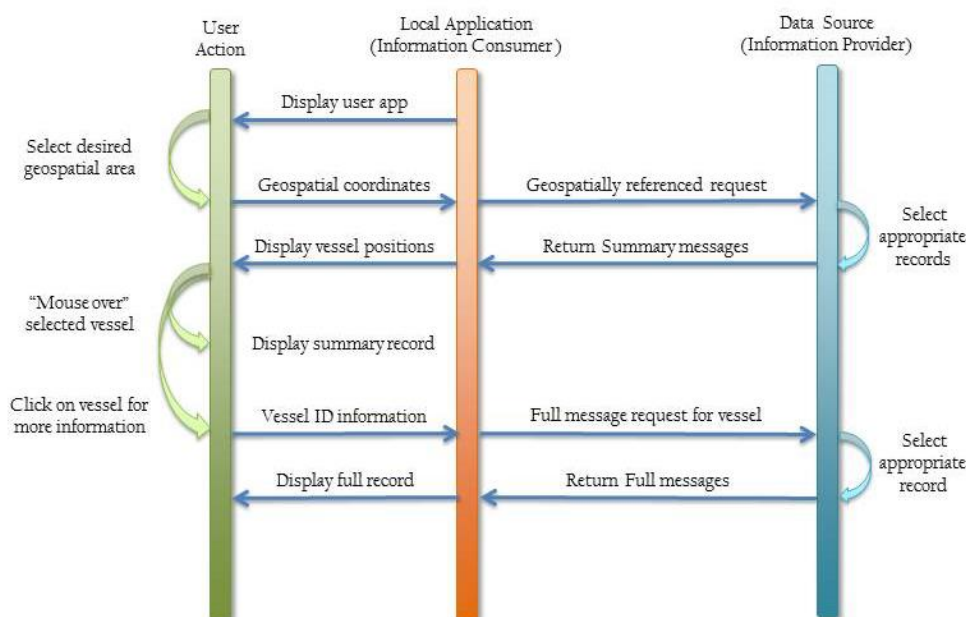 User
Action
Local Application
(Information Consumer)
Data Source
(Information Provider)
Display user app
Select desired
geospatial area
Geospatial coordinates
Geospatially referenced request
Select
appropriate
records
Display vessel positions
Return Summary messages
“Mouse over”
selected vessel
Display summary record
Click on vessel for
more information
Vessel ID information
Full message request for vessel
Select
appropriate
record
Display full record
Return Full messages